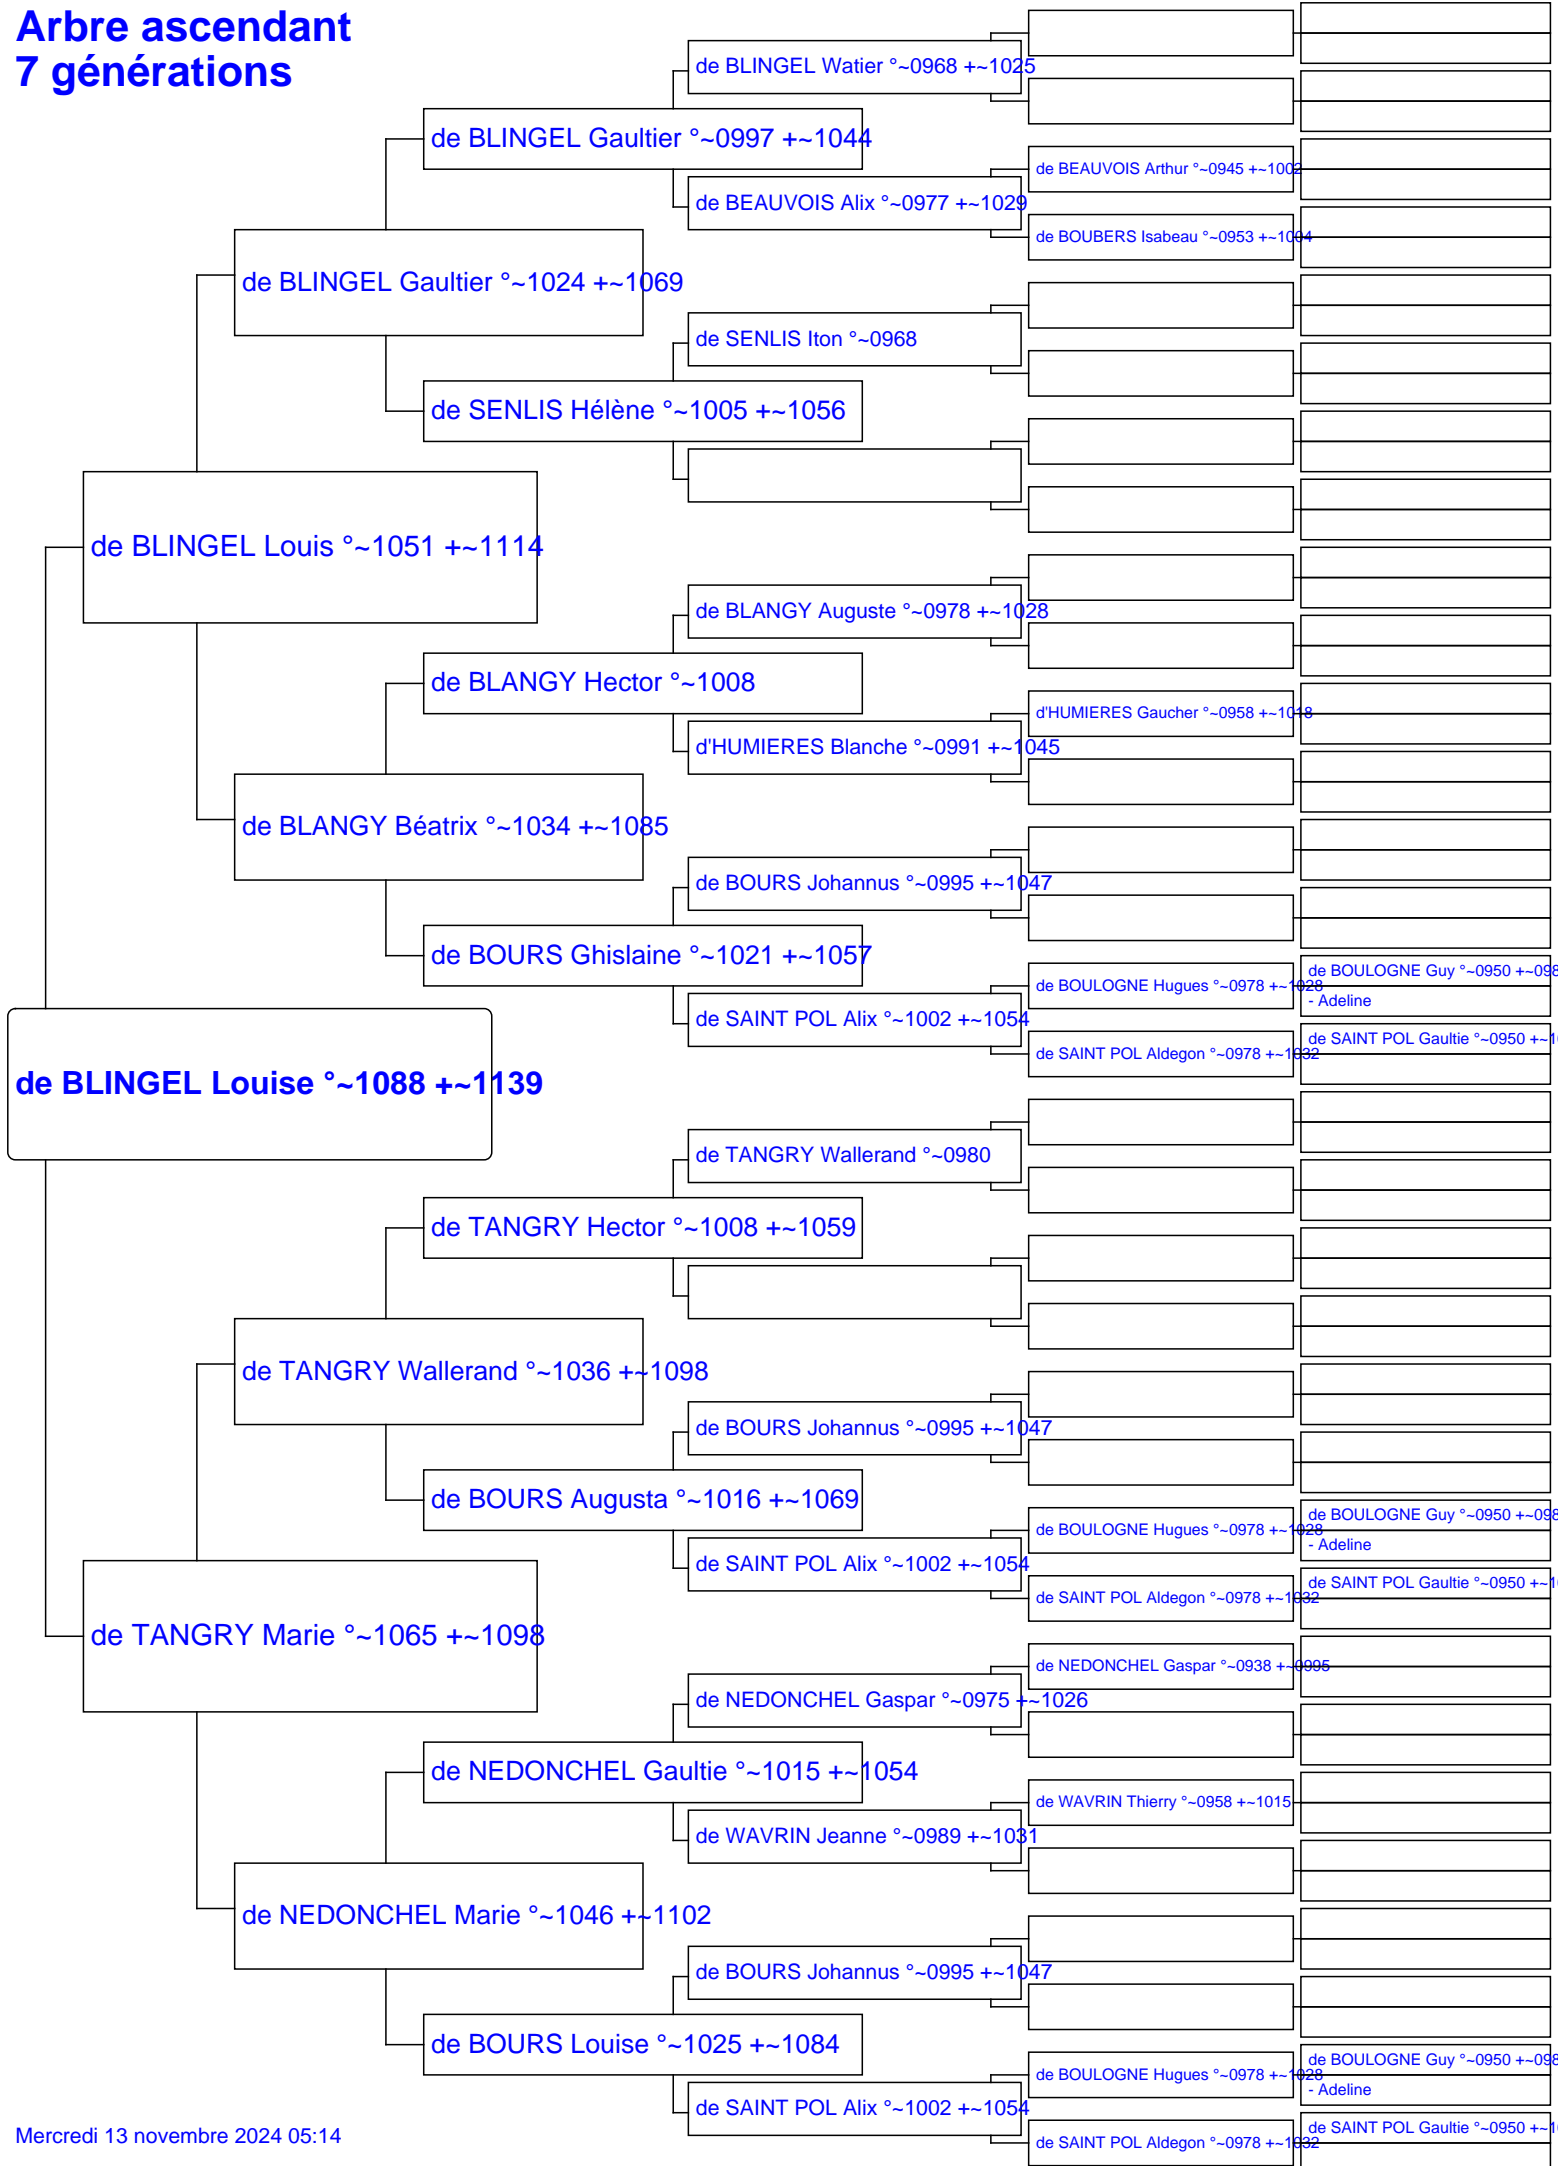 Arbre ascendant
7 générations
de BLINGEL Watier °~0968 +~1025
de BLINGEL Gaultier °~0997 +~1044
de BEAUVOIS Arthur °~0945 +~1002
de BEAUVOIS Alix °~0977 +~1029
de BOUBERS Isabeau °~0953 +~1004
de BLINGEL Gaultier °~1024 +~1069
de SENLIS Iton °~0968
de SENLIS Hélène °~1005 +~1056
de BLINGEL Louis °~1051 +~1114
de BLANGY Auguste °~0978 +~1028
de BLANGY Hector °~1008
d'HUMIERES Gaucher °~0958 +~1018
d'HUMIERES Blanche °~0991 +~1045
de BLANGY Béatrix °~1034 +~1085
de BOURS Johannus °~0995 +~1047
de BOURS Ghislaine °~1021 +~1057
de BOULOGNE Guy °~0950 +~098
de BOULOGNE Hugues °~0978 +~1028
- Adeline
de SAINT POL Alix °~1002 +~1054
de SAINT POL Gaultie °~0950 +~10
de SAINT POL Aldegon °~0978 +~1032
de BLINGEL Louise °~1088 +~1139
de TANGRY Wallerand °~0980
de TANGRY Hector °~1008 +~1059
de TANGRY Wallerand °~1036 +~1098
de BOURS Johannus °~0995 +~1047
de BOURS Augusta °~1016 +~1069
de BOULOGNE Guy °~0950 +~098
de BOULOGNE Hugues °~0978 +~1028
- Adeline
de SAINT POL Alix °~1002 +~1054
de SAINT POL Gaultie °~0950 +~10
de SAINT POL Aldegon °~0978 +~1032
de TANGRY Marie °~1065 +~1098
de NEDONCHEL Gaspar °~0938 +~0995
de NEDONCHEL Gaspar °~0975 +~1026
de NEDONCHEL Gaultie °~1015 +~1054
de WAVRIN Thierry °~0958 +~1015
de WAVRIN Jeanne °~0989 +~1031
de NEDONCHEL Marie °~1046 +~1102
de BOURS Johannus °~0995 +~1047
de BOURS Louise °~1025 +~1084
de BOULOGNE Guy °~0950 +~098
de BOULOGNE Hugues °~0978 +~1028
- Adeline
de SAINT POL Alix °~1002 +~1054
de SAINT POL Gaultie °~0950 +~10
de SAINT POL Aldegon °~0978 +~1032
Mercredi 13 novembre 2024 05:14